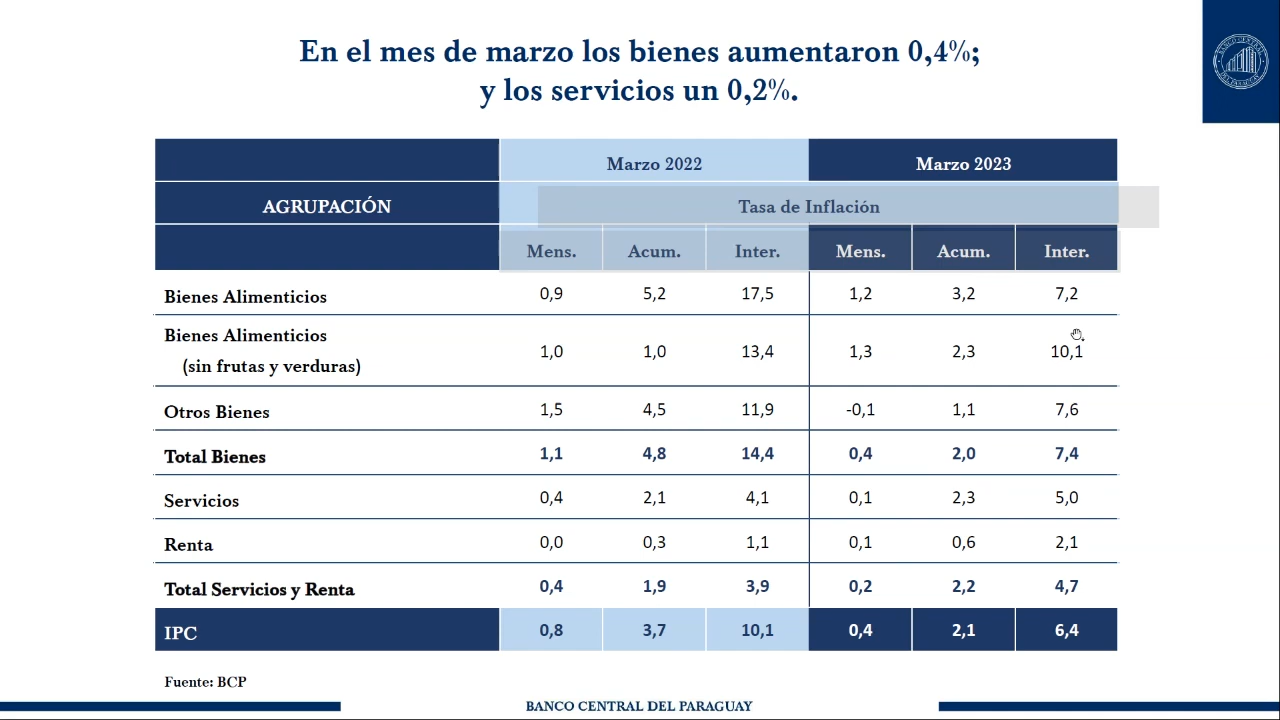 En el mes de marzo los bienes aumentaron 0,4%;
y los servicios un 0,2%.
BANCO CENTRAL
DEL PARAGUAY
Marzo 2022 Marzo 2023
AGRUPACIÓN Tasa de Inflación
Mens. Acum. Inter. Mens. Acum. Inter.
Bienes Alimenticios 0,9 5,2 17,5 1,2 3,2 7,2
Bienes Alimenticios
(sin frutas y verduras) 1,0 1,0 13,4 1,3 2,3 10,1
Otros Bienes 1,5 4,5 11,9 -0,1 1,1 7,6
Total Bienes 1,1 4,8 14,4 0,4 2,0 7,4
Servicios 0,4 2,1 4,1 0,1 2,3 5,0
Renta 0,0 0,3 1,1 0,1 0,6 2,1
Total Servicios y Renta 0,4 1,9 3,9 0,2 2,2 4,7
IPC 0,8 3,7 10,1 0,4 2,1 6,4
Fuente: BCP
BANCO CENTRAL DEL PARAGUAY